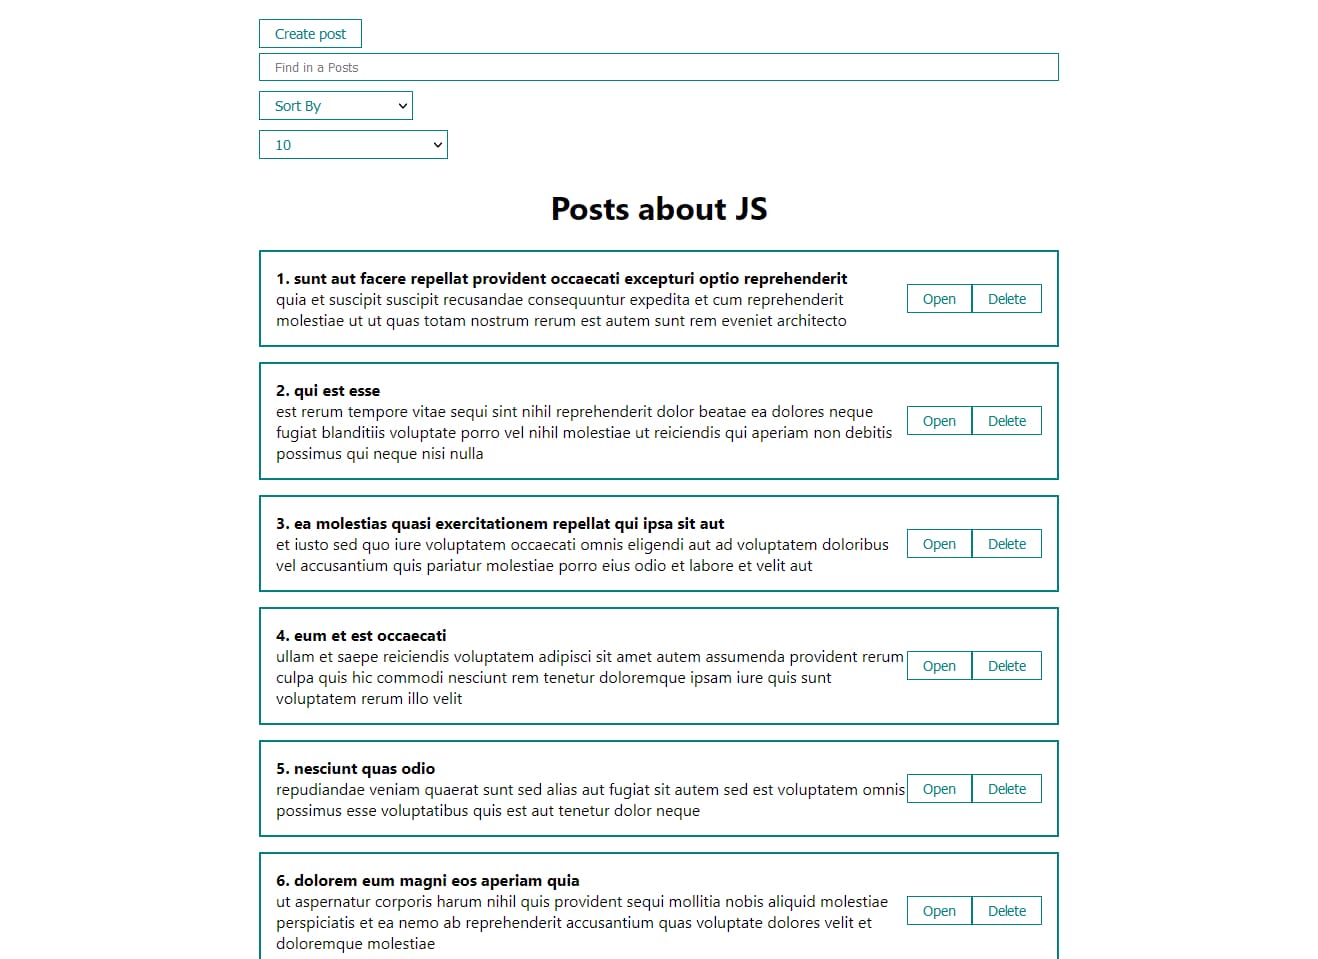 Create post
Find in a Posts
Sort By
10
Posts about JS
1. sunt aut facere repellat provident occaecati excepturi optio reprehenderit
quia et suscipit suscipit recusandae consequuntur expedita et cum reprehenderit
molestiae ut ut quas totam nostrum rerum est autem sunt rem eveniet architecto
Open Delete
2. qui est esse
est rerum tempore vitae sequi sint nihil reprehenderit dolor beatae ea dolores neque
fugiat blanditiis voluptate porro vel nihil molestiae ut reiciendis qui aperiam non debitis
possimus qui neque nisi nulla
Open Delete
3. ea molestias quasi exercitationem repellat qui ipsa sit aut
et iusto sed quo iure voluptatem occaecati omnis eligendi aut ad voluptatem doloribus
vel accusantium quis pariatur molestiae porro eius odio et labore et velit aut
Open Delete
4. eum et est occaecati
ullam et saepe reiciendis voluptatem adipisci sit amet autem assumenda provident rerum
culpa quis hic commodi nesciunt rem tenetur doloremque ipsam iure quis sunt
voluptatem rerum illo velit
Open Delete
5. nesciunt quas odio
repudiandae veniam quaerat sunt sed alias aut fugiat sit autem sed est voluptatem omnis
possimus esse voluptatibus quis est aut tenetur dolor neque
Open Delete
6. dolorem eum magni eos aperiam quia
ut aspernatur corporis harum nihil quis provident sequi mollitia nobis aliquid molestiae
perspiciatis et ea nemo ab reprehenderit accusantium quas voluptate dolores velit et
doloremque molestiae
Open Delete